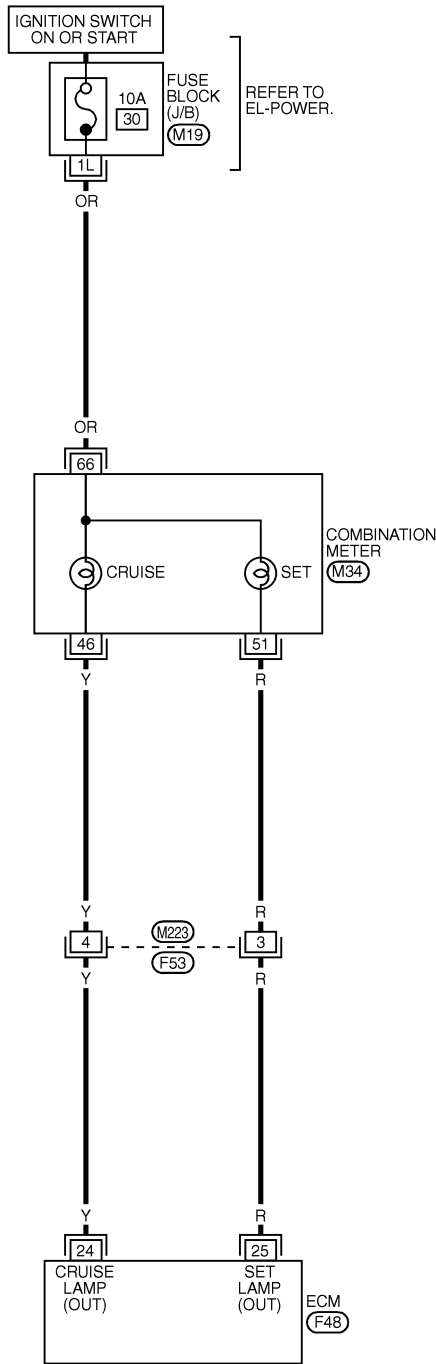 IGNITION SWITCH
ON OR START
10A
30
FUSE
BLOCK
(J/B)
M19
REFER TO
EL-POWER.
1L
OR
OR
66
CRUISE
SET
COMBINATION
METER
M34
46
51
Y
R
Y
R
4
M223
F53
3
Y
R
Y
R
24
25
CRUISE
LAMP
(OUT)
SET
LAMP
(OUT)
ECM
F48